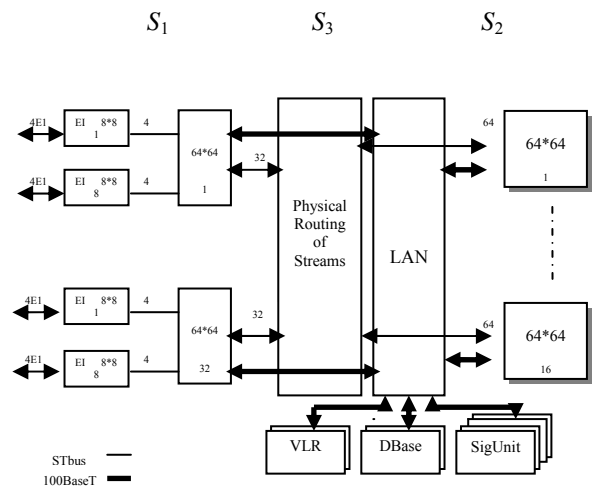 S1 S3 S2
4E1 EI 8*8 4 64
1
64*64 64*64
32
4E1 EI 8*8 4 1 1
8
Physical
Routing
of
Streams
LAN
32 64
4E1 EI 8*8 4
1
64*64 64*64
4E1 EI 8*8 4
8 32 16
VLR DBase SigUnit
STbus
100BaseT